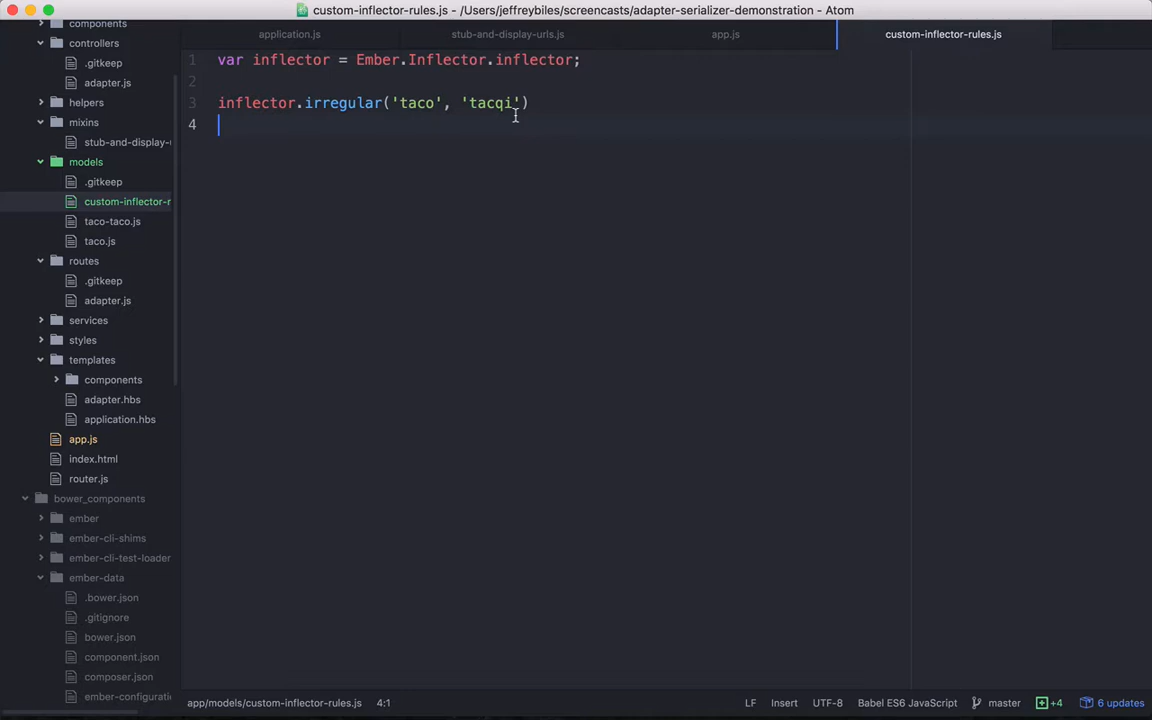 custom-inflector-rules.js - /Users/jeffreybiles/screencasts/adapter-serializer-demonstration - Atom
components
controllers
.gitkeep
adapter.js
helpers
mixins
stub-and-display-
models
.gitkeep
custom-inflector-r
taco-taco.js
taco.js
routes
.gitkeep
adapter.js
services
styles
templates
components
adapter.hbs
application.hbs
app.js
index.html
router.js
bower_components
ember
ember-cli-shims
ember-cli-test-loader
ember-data
.bower.json
.gitignore
bower.json
component.json
composer.json
ember-configurati
application.js
stub-and-display-urls.js
app.js
custom-inflector-rules.js
1 var inflector = Ember.Inflector.inflector;
2
3 inflector.irregular('taco', 'tacqi')
4
app/models/custom-inflector-rules.js 4:1 LF Insert UTF-8 Babel ES6 JavaScript master +4 6 updates